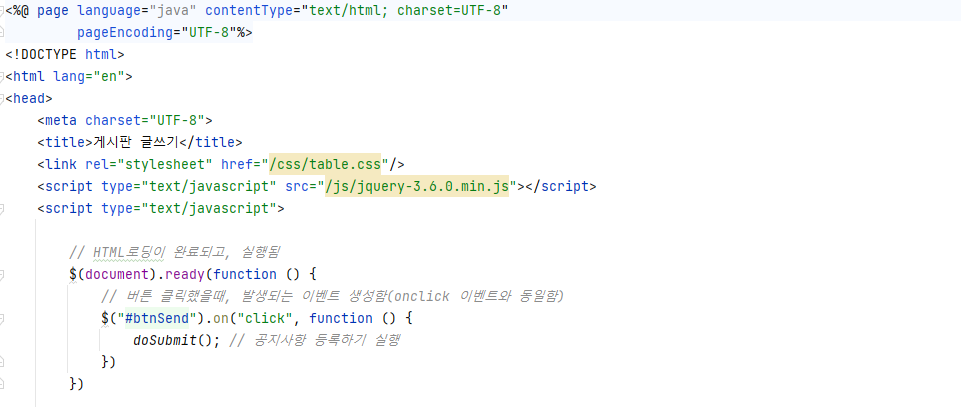 <%@ page language="java" contentType="text/html; charset=UTF-8"
pageEncoding="UTF-8"%>
<!DOCTYPE html>
<html lang="en">
<head>
<meta charset="UTF-8">
<title>게시판 글쓰기</title>
<link rel="stylesheet" href="/css/table.css"/>
<script type="text/javascript" src="/js/jquery-3.6.0.min.js"></script>
<script type="text/javascript">
// HTML로딩이 완료되고, 실행됨
$(document).ready(function () {
// 버튼 클릭했을때, 발생되는 이벤트 생성함(onclick 이벤트와 동일함)
$("#btnSend").on("click", function () {
doSubmit(); // 공지사항 등록하기 실행
})
})